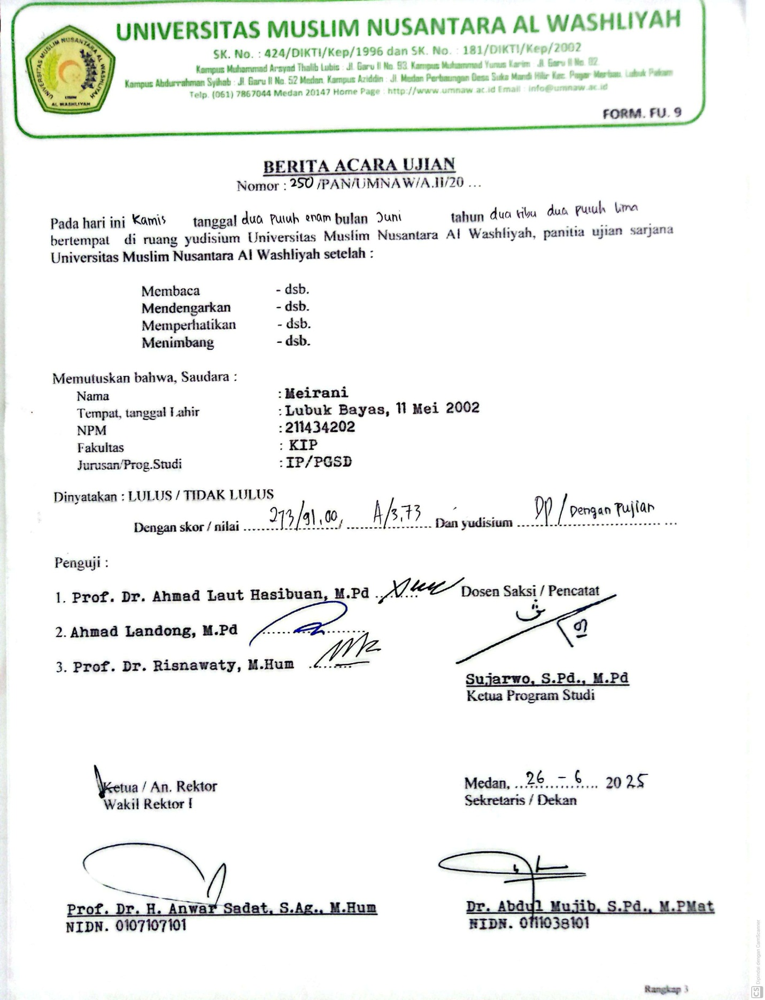 UNIVERSITAS MUSLIM NUSANTARA AL WASHLIYAH
SK. No. : 424/DIKTI/Kep/1996 dan SK. No. : 181/DIKTI/Kep/2002
Kampus Muhammad Arsyad Thalib Lubis : Jl. Garu II No. 93. Kampus Muhammad Yunus Karim : Jl. Garu II No. 02.
Kampus Abdurrahman Syihab : Jl. Garu II No. 52 Medan, Kampus Aziddin : Jl. Medan Perbaungan Desa Suka Mandi Hilir Kec. Pagar Merbau, Lubuk Pakam
Telp. (061) 7867044 Medan 20147 Home Page : http://www.umnaw.ac.id Email : info@umnaw.ac.id
UNIVERSITAS MUSLIM NUSANTARA AL WASHLIYAH
AL WASHLIYAH
FORM. FU. 9
BERITA ACARA UJIAN
Nomor : 250 /PAN/UMNAW/A.II/20 ...
Pada hari ini Kamis tanggal dua puluh enam bulan Juni tahun dua ribu dua puluh lima
bertempat di ruang yudisium Universitas Muslim Nusantara Al Washliyah, panitia ujian sarjana
Universitas Muslim Nusantara Al Washliyah setelah :
Membaca - dsb.
Mendengarkan - dsb.
Memperhatikan - dsb.
Menimbang - dsb.
Memutuskan bahwa, Saudara :
Nama : Meirani
Tempat, tanggal Lahir : Lubuk Bayas, 11 Mei 2002
NPM : 211434202
Fakultas : KIP
Jurusan/Prog.Studi : IP/PGSD
Dinyatakan : LULUS / TIDAK LULUS
Dengan skor / nilai 273/91,00, A/3,73 Dan yudisium DP / Dengan Pujian
Penguji :
1. Prof. Dr. Ahmad Laut Hasibuan, M.Pd Dosen Saksi / Pencatat
2. Ahmad Landong, M.Pd
3. Prof. Dr. Risnawaty, M.Hum
Sujarwo, S.Pd., M.Pd
Ketua Program Studi
Ketua / An. Rektor
Wakil Rektor I
Medan, 26 - 6 2025
Sekretaris / Dekan
Prof. Dr. H. Anwar Sadat, S.Ag., M.Hum
NIDN. 0107107101
Dr. Abdul Mujib, S.Pd., M.PMat
NIDN. 0111038101
Rangkap 3
CS Dipindai dengan CamScanner